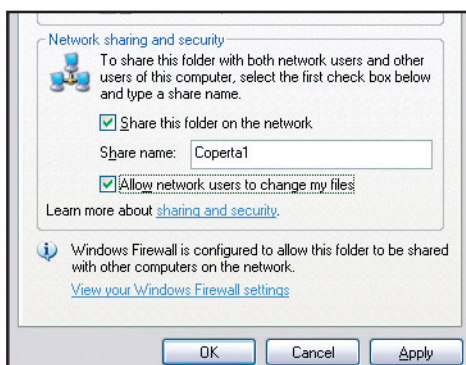 Network sharing and security
To share this folder with both network users and other
users of this computer, select the first check box below
and type a share name.
Share this folder on the network
Share name: Coperta1
Allow network users to change my files
Learn more about sharing and security.
Windows Firewall is configured to allow this folder to be shared
with other computers on the network.
View your Windows Firewall settings
OK Cancel Apply